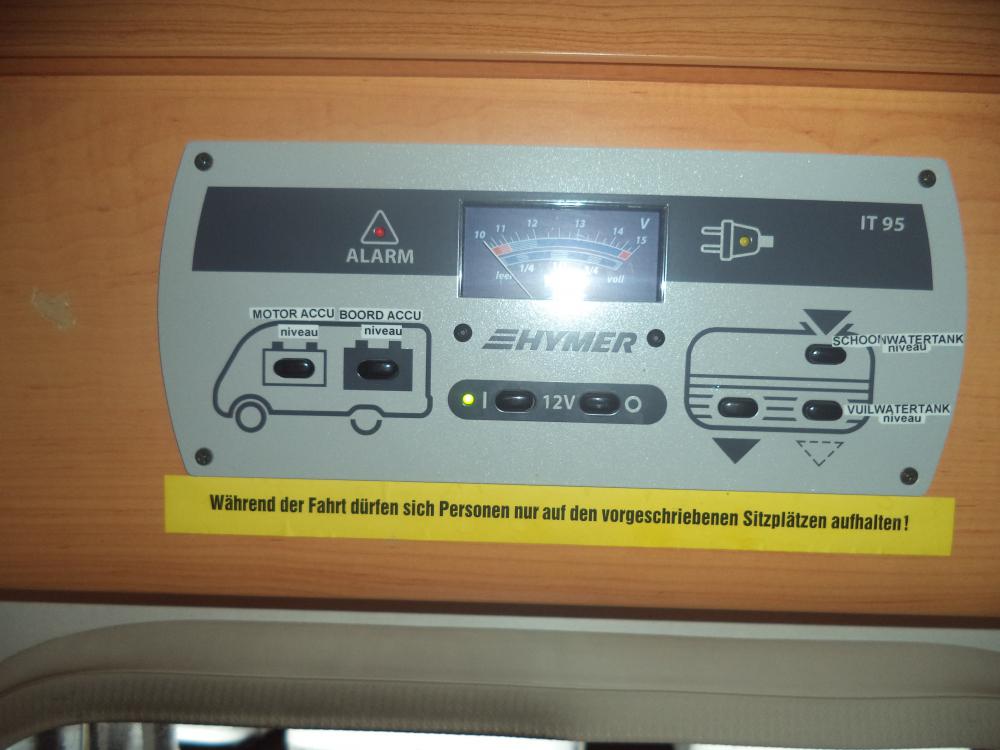 IT 95
ALARM
10 11 12 13 14 15 V
leer 1/4 3/4 voll
MOTOR ACCU
niveau
BOORD ACCU
niveau
HYMER
SCHOONWATERTANK
niveau
I 12V O
VUILWATERTANK
niveau
Während der Fahrt dürfen sich Personen nur auf den vorgeschriebenen Sitzplätzen aufhalten!